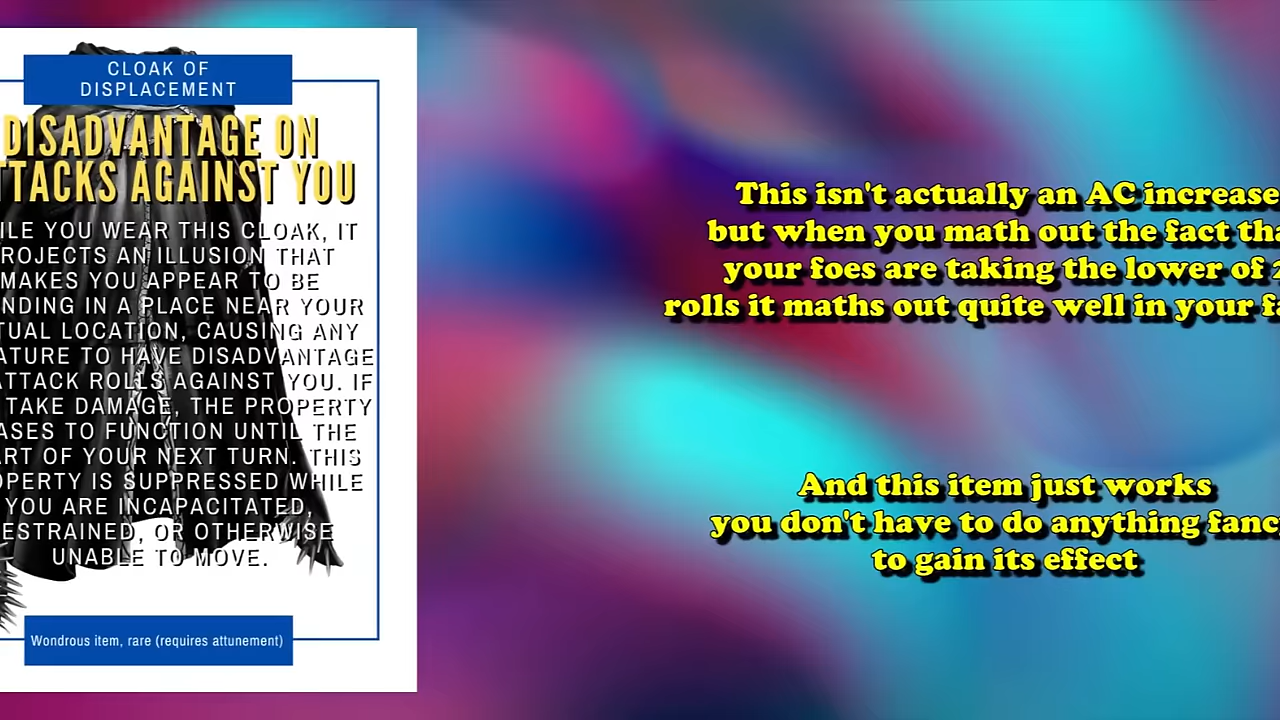 CLOAK OF
DISPLACEMENT
DISADVANTAGE ON
TTACKS AGAINST YOU
ILE YOU WEAR THIS CLOAK, IT
ROJECTS AN ILLUSION THAT
MAKES YOU APPEAR TO BE
NDING IN A PLACE NEAR YOUR
TUAL LOCATION, CAUSING ANY
ATURE TO HAVE DISADVANTAGE
ATTACK ROLLS AGAINST YOU. IF
TAKE DAMAGE, THE PROPERTY
ASES TO FUNCTION UNTIL THE
ART OF YOUR NEXT TURN. THIS
OPERTY IS SUPPRESSED WHILE
YOU ARE INCAPACITATED,
ESTRAINED, OR OTHERWISE
UNABLE TO MOVE.
Wondrous item, rare (requires attunement)
This isn't actually an AC increase
but when you math out the fact tha
your foes are taking the lower of 2
rolls it maths out quite well in your fa
And this item just works
you don't have to do anything fancy
to gain its effect